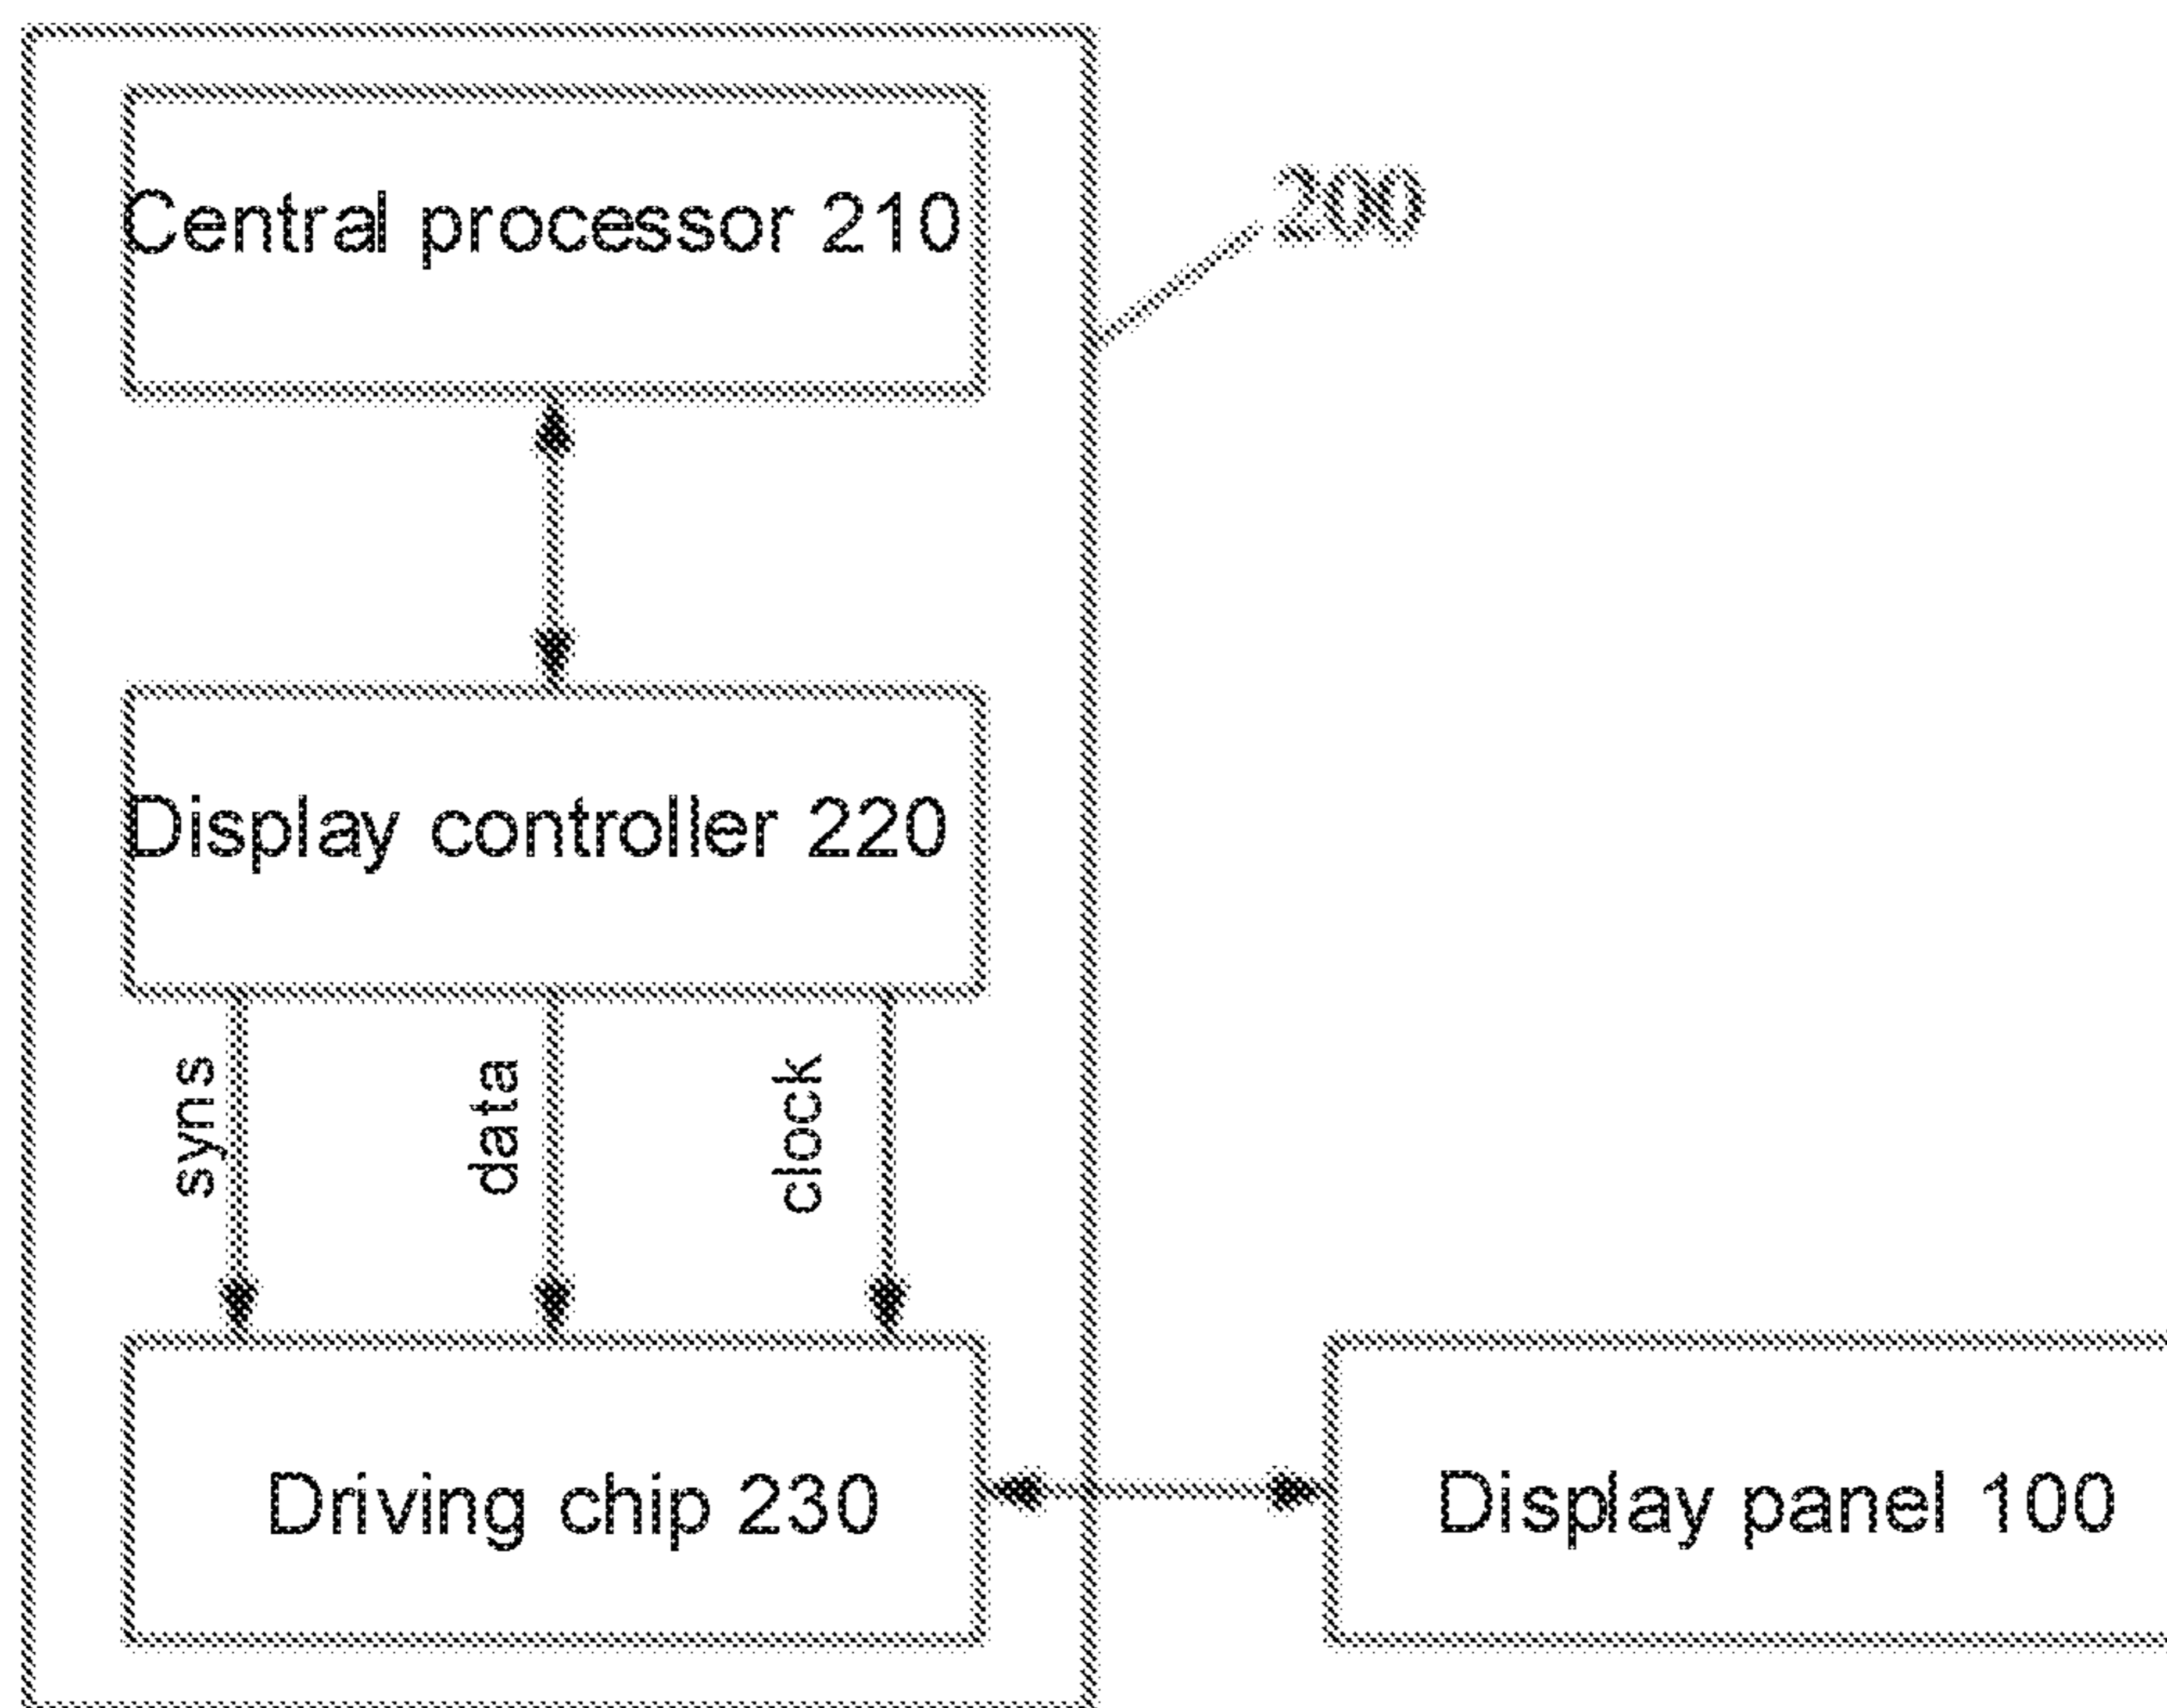 Central processor 210
200
Display controller 220
syns
data
clock
Driving chip 230
Display panel 100